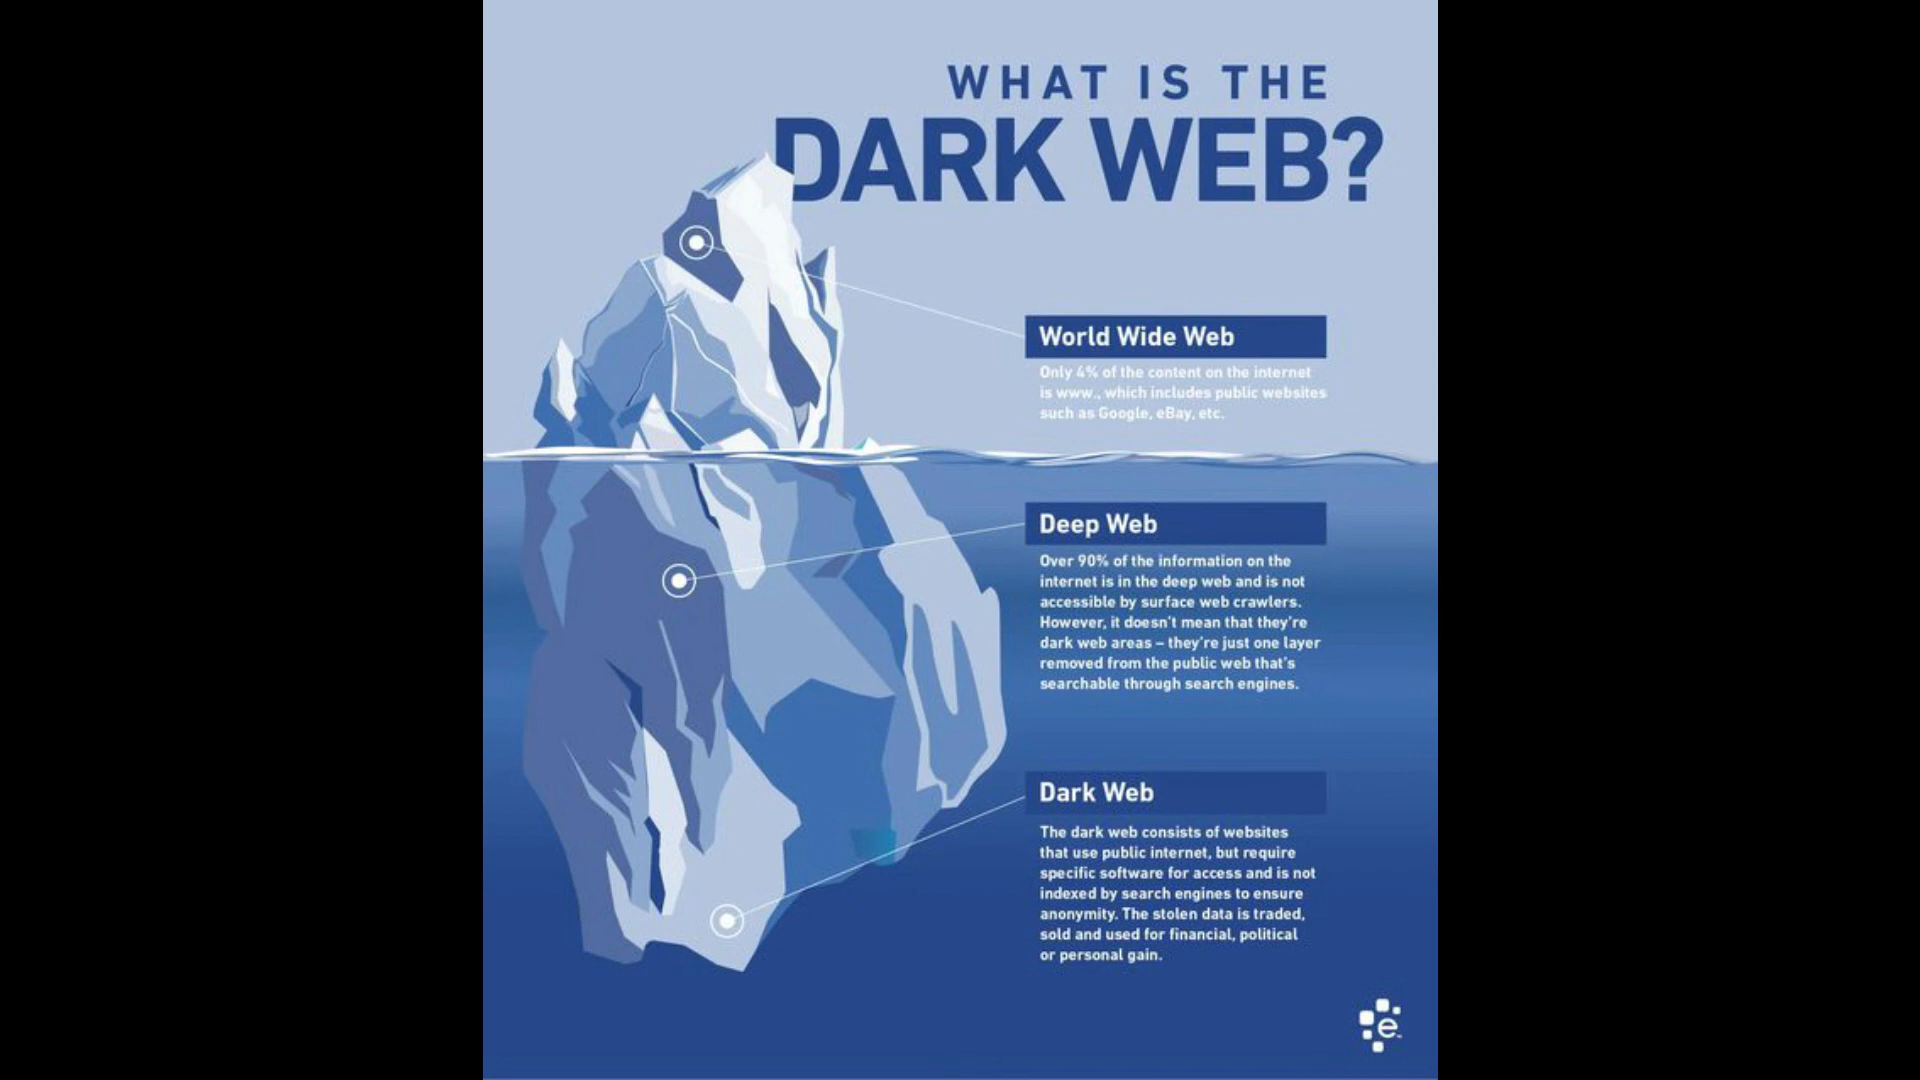 WHAT IS THE
DARK WEB?
World Wide Web
Only 4% of the content on the internet
is www., which includes public websites
such as Google, eBay, etc.
Deep Web
Over 90% of the information on the
internet is in the deep web and is not
accessible by surface web crawlers.
However, it doesn't mean that they're
dark web areas – they're just one layer
removed from the public web that's
searchable through search engines.
Dark Web
The dark web consists of websites
that use public internet, but require
specific software for access and is not
indexed by search engines to ensure
anonymity. The stolen data is traded,
sold and used for financial, political
or personal gain.
e